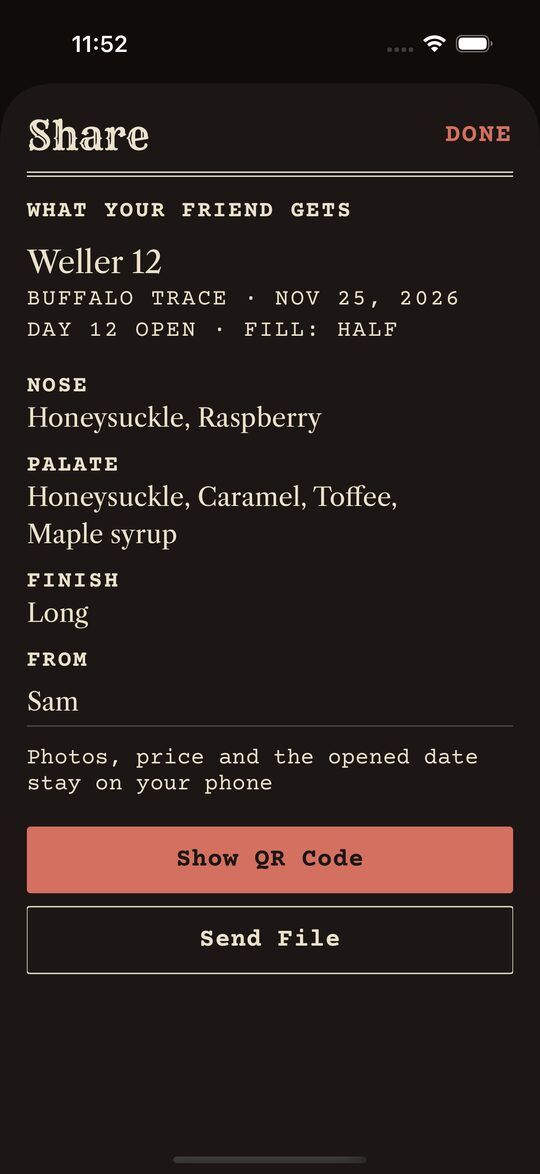 11:52
Share
DONE
WHAT YOUR FRIEND GETS
Weller 12
BUFFALO TRACE · NOV 25, 2026
DAY 12 OPEN · FILL: HALF
NOSE
Honeysuckle, Raspberry
PALATE
Honeysuckle, Caramel, Toffee,
Maple syrup
FINISH
Long
FROM
Sam
Photos, price and the opened date
stay on your phone
Show QR Code
Send File